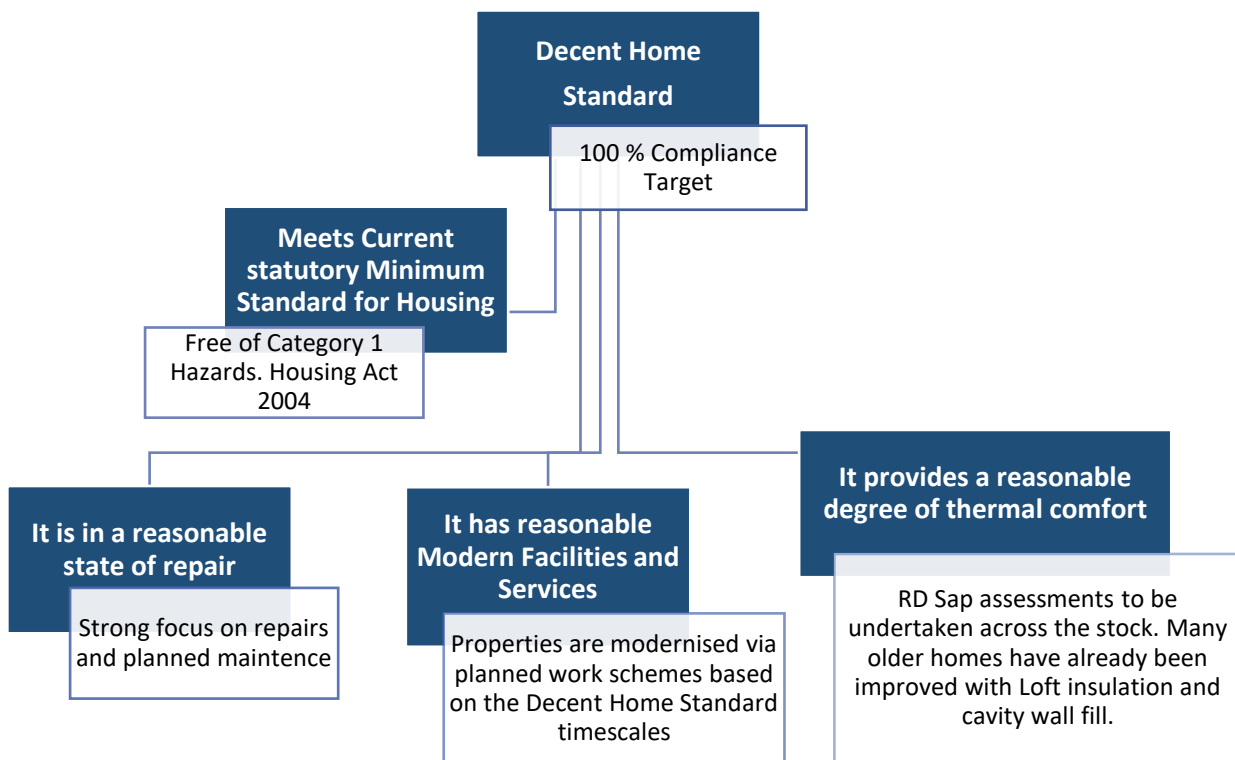 Decent Home
Standard
100 % Compliance
Target
Meets Current
statutory Minimum
Standard for Housing
Free of Category 1
Hazards. Housing Act
2004
It is in a reasonable
state of repair
Strong focus on repairs
and planned maintence
It has reasonable
Modern Facilities and
Services
Properties are modernised via
planned work schemes based
on the Decent Home Standard
timescales
It provides a reasonable
degree of thermal comfort
RD Sap assessments to be
undertaken across the stock. Many
older homes have already been
improved with Loft insulation and
cavity wall fill.